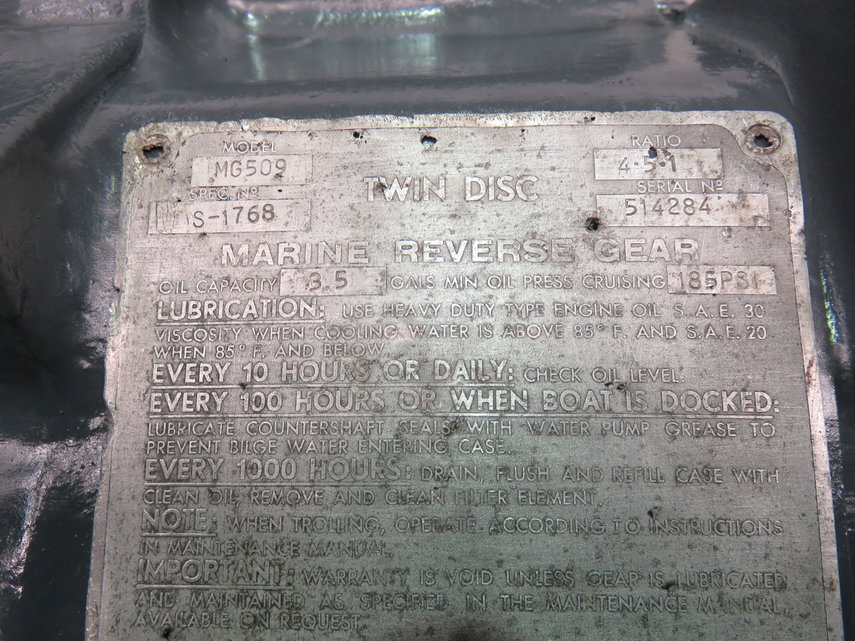 MODEL
MG509
RATIO
4·5·1
SPEC. Nº
S-1768
TWIN DISC
SERIAL Nº
514284
MARINE REVERSE GEAR
OIL CAPACITY 3.5 GALS MIN OIL PRESS CRUISING 185PSI
LUBRICATION: USE HEAVY DUTY TYPE ENGINE OIL S.A.E. 30
VISCOSITY WHEN COOLING WATER IS ABOVE 85° F. AND S.A.E. 20
WHEN 85° F. AND BELOW
EVERY 10 HOURS OR DAILY: CHECK OIL LEVEL.
EVERY 100 HOURS OR WHEN BOAT IS DOCKED:
LUBRICATE COUNTERSHAFT SEALS WITH WATER PUMP GREASE TO
PREVENT BILGE WATER ENTERING CASE.
EVERY 1000 HOURS: DRAIN, FLUSH AND REFILL CASE WITH
CLEAN OIL REMOVE AND CLEAN FILTER ELEMENT.
NOTE: WHEN TROLLING, OPERATE ACCORDING TO INSTRUCTIONS
IN MAINTENANCE MANUAL.
IMPORTANT: WARRANTY IS VOID UNLESS GEAR IS LUBRICATED
AND MAINTAINED AS SPECIFIED IN THE MAINTENANCE MANUAL,
AVAILABLE ON REQUEST.